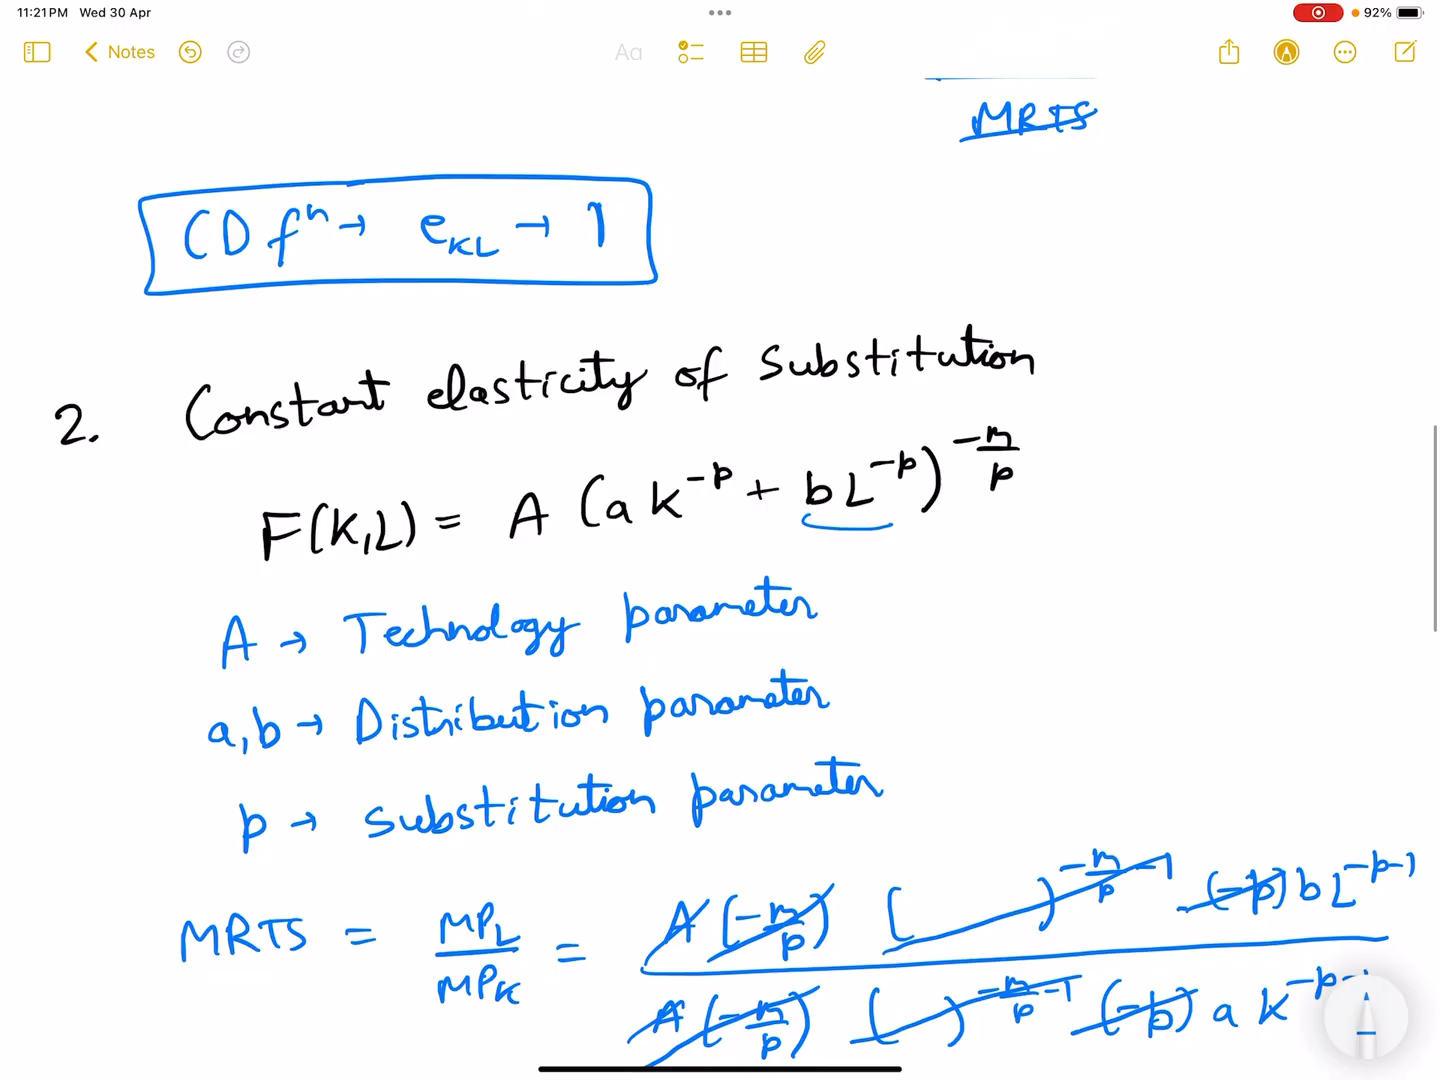 11:21 PM Wed 30 Apr 92%
Notes Aa
MRTS
CD fⁿ → e_KL → 1
2. Constant elasticity of substitution
F(K,L) = A (a K^-p + b L^-p)^-n/p
A → Technology parameter
a, b → Distribution parameter
p → substitution parameter
MRTS = MP_L / MP_K = A (-n/p) ( )^-n/p -1 (-p) b L^-p-1
A (-n/p) ( )^-n/p -1 (-p) a K^-p-